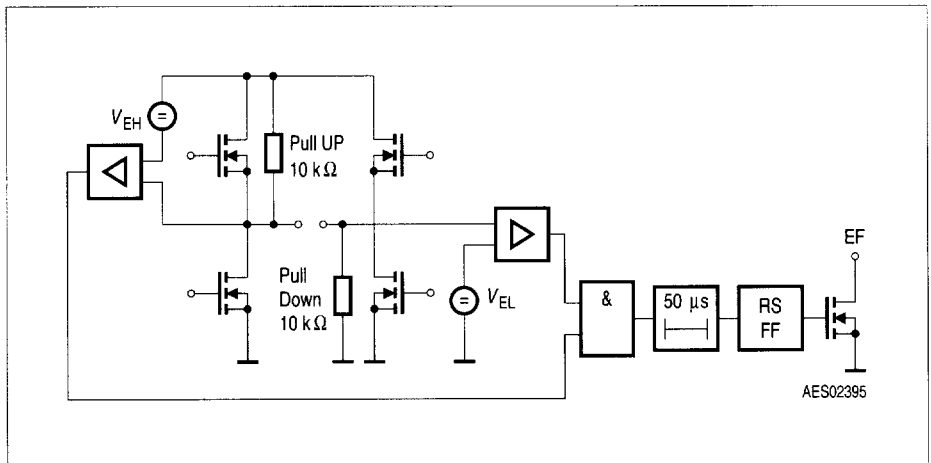 V_EH
Pull UP
10 kΩ
Pull
Down
10 kΩ
V_EL
&
50 µs
RS
FF
EF
AES02395